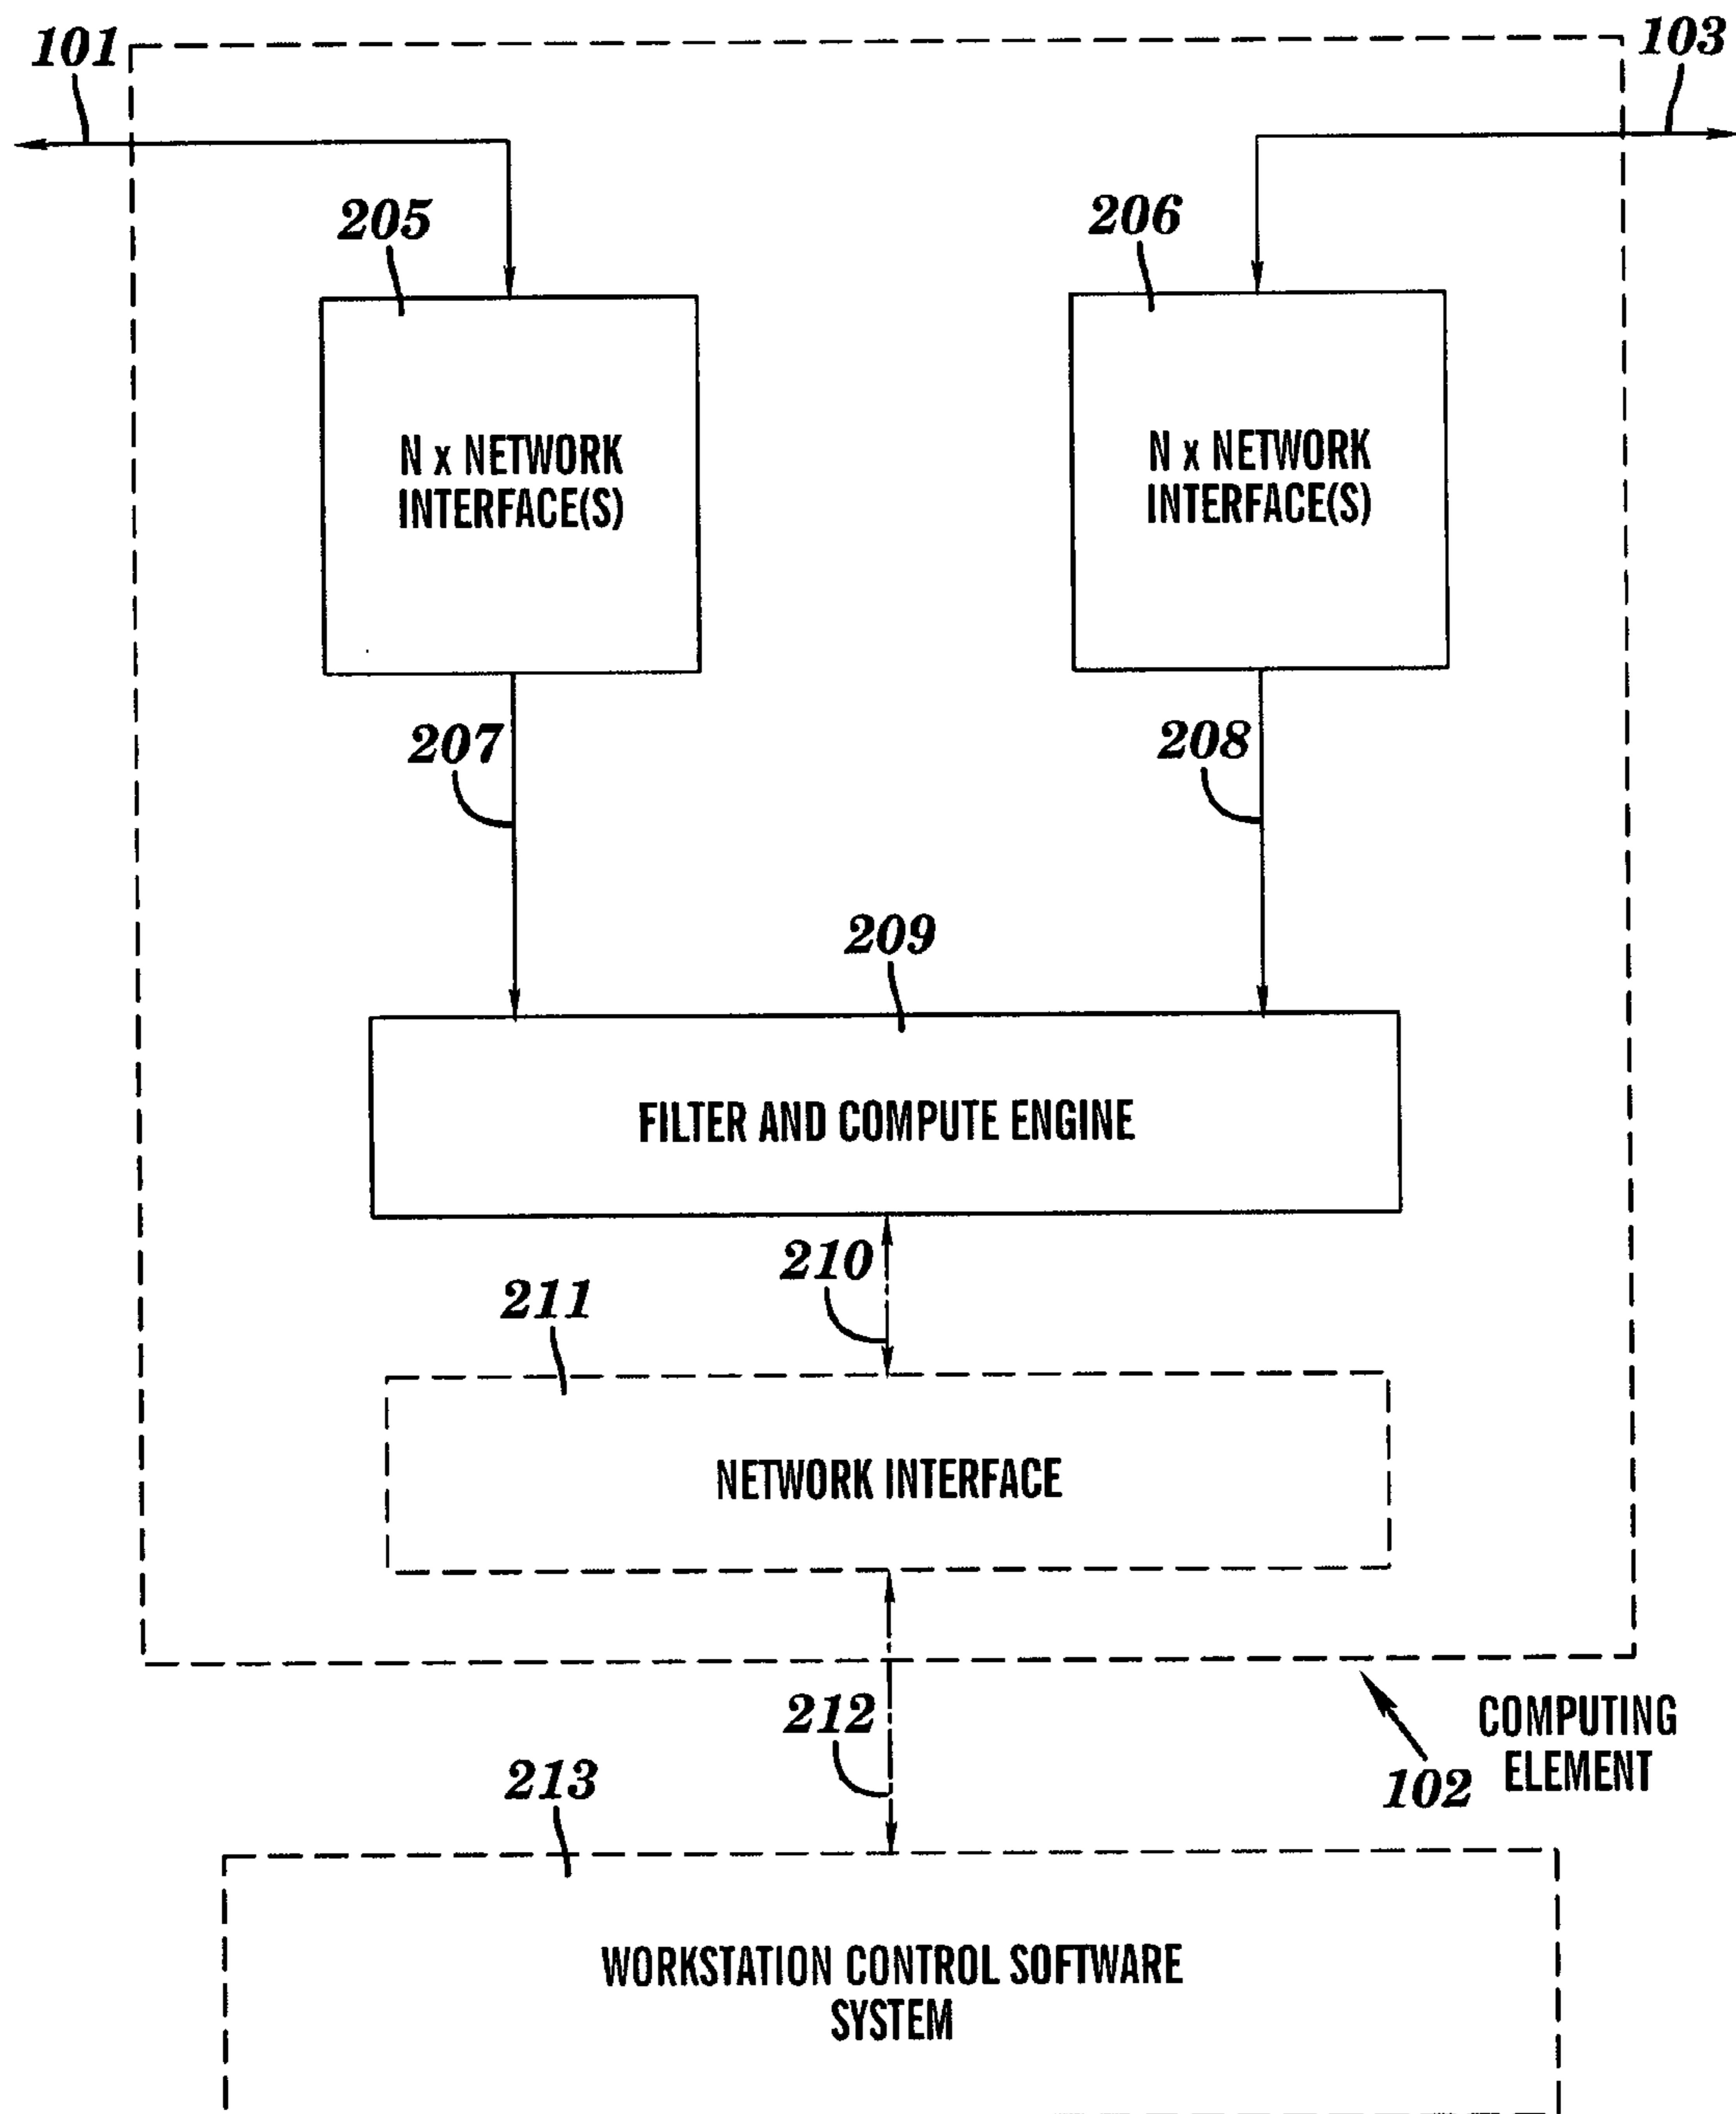 101
103
205
206
N x NETWORK
INTERFACE(S)
N x NETWORK
INTERFACE(S)
207
208
209
FILTER AND COMPUTE ENGINE
210
211
NETWORK INTERFACE
212
COMPUTING
ELEMENT
102
213
WORKSTATION CONTROL SOFTWARE
SYSTEM